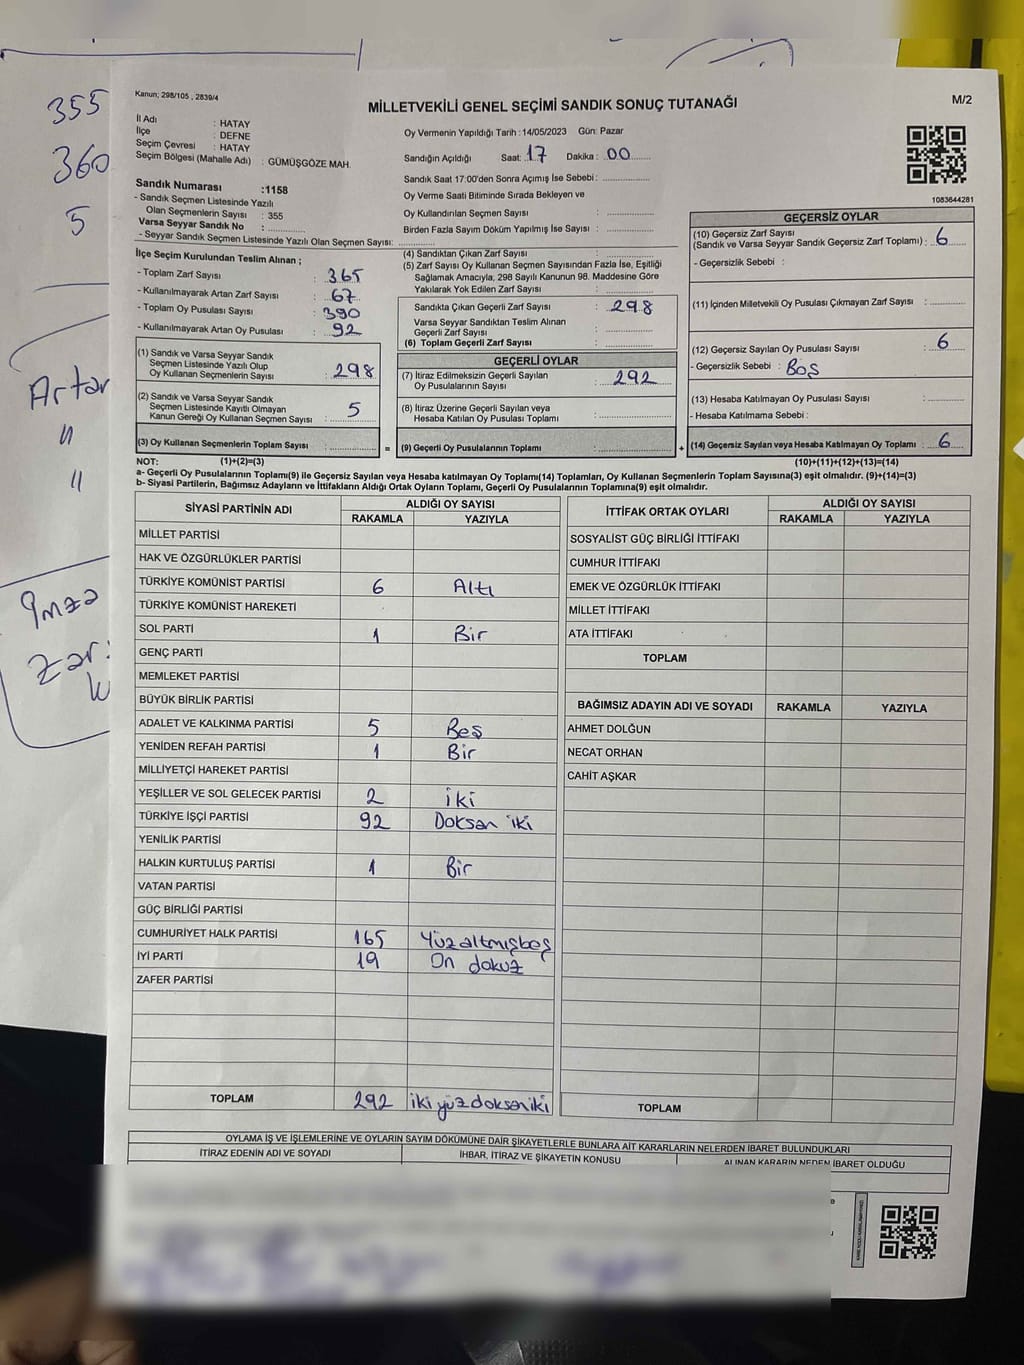 355
360
5
Artan
"
"
İmza
Kanun; 298/105 , 2839/4
MİLLETVEKİLİ GENEL SEÇİMİ SANDIK SONUÇ TUTANAĞI
M/2
İl Adı : HATAY
İlçe : DEFNE
Seçim Çevresi : HATAY
Seçim Bölgesi (Mahalle Adı) : GÜMÜŞGÖZE MAH.
Sandık Numarası :1158
- Sandık Seçmen Listesinde Yazılı
Olan Seçmenlerin Sayısı : 355
Varsa Seyyar Sandık No :
- Seyyar Sandık Seçmen Listesinde Yazılı Olan Seçmen Sayısı:
Oy Vermenin Yapıldığı Tarih :14/05/2023 Gün: Pazar
Sandığın Açıldığı Saat: 17 Dakika : 00
Sandık Saat 17:00'den Sonra Açılmış İse Sebebi :
Oy Verme Saati Bitiminde Sırada Bekleyen ve
Oy Kullandırılan Seçmen Sayısı :
Birden Fazla Sayım Döküm Yapılmış İse Sayısı :
1083644281
İlçe Seçim Kurulundan Teslim Alınan ;
- Toplam Zarf Sayısı : 365
- Kullanılmayarak Artan Zarf Sayısı : 67
- Toplam Oy Pusulası Sayısı : 390
- Kullanılmayarak Artan Oy Pusulası : 92
(1) Sandık ve Varsa Seyyar Sandık
Seçmen Listesinde Yazılı Olup
Oy Kullanan Seçmenlerin Sayısı : 298
(2) Sandık ve Varsa Seyyar Sandık
Seçmen Listesinde Kayıtlı Olmayan
Kanun Gereği Oy Kullanan Seçmen Sayısı : 5
(3) Oy Kullanan Seçmenlerin Toplam Sayısı :
(4) Sandıktan Çıkan Zarf Sayısı :
(5) Zarf Sayısı Oy Kullanan Seçmen Sayısından Fazla İse, Eşitliği
Sağlamak Amacıyla, 298 Sayılı Kanunun 98. Maddesine Göre
Yakılarak Yok Edilen Zarf Sayısı :
Sandıkta Çıkan Geçerli Zarf Sayısı : 298
Varsa Seyyar Sandıktan Teslim Alınan
Geçerli Zarf Sayısı :
(6) Toplam Geçerli Zarf Sayısı :
GEÇERLİ OYLAR
(7) İtiraz Edilmeksizin Geçerli Sayılan
Oy Pusulalarının Sayısı : 292
(8) İtiraz Üzerine Geçerli Sayılan veya
Hesaba Katılan Oy Pusulası Toplamı :
= (9) Geçerli Oy Pusulalarının Toplamı :
GEÇERSİZ OYLAR
(10) Geçersiz Zarf Sayısı
(Sandık ve Varsa Seyyar Sandık Geçersiz Zarf Toplamı) : 6
- Geçersizlik Sebebi :
(11) İçinden Milletvekili Oy Pusulası Çıkmayan Zarf Sayısı :
(12) Geçersiz Sayılan Oy Pusulası Sayısı : 6
- Geçersizlik Sebebi : Boş
(13) Hesaba Katılmayan Oy Pusulası Sayısı :
- Hesaba Katılmama Sebebi :
+ (14) Geçersiz Sayılan veya Hesaba Katılmayan Oy Toplamı : 6
NOT: (1)+(2)=(3)
(10)+(11)+(12)+(13)=(14)
a- Geçerli Oy Pusulalarının Toplamı(9) ile Geçersiz Sayılan veya Hesaba katılmayan Oy Toplamı(14) Toplamları, Oy Kullanan Seçmenlerin Toplam Sayısına(3) eşit olmalıdır. (9)+(14)=(3)
b- Siyasi Partilerin, Bağımsız Adayların ve İttifakların Aldığı Ortak Oyların Toplamı, Geçerli Oy Pusulalarının Toplamına(9) eşit olmalıdır.
SİYASİ PARTİNİN ADI
ALDIĞI OY SAYISI
RAKAMLA YAZIYLA
MİLLET PARTİSİ
HAK VE ÖZGÜRLÜKLER PARTİSİ
TÜRKİYE KOMÜNİST PARTİSİ 6 Altı
TÜRKİYE KOMÜNİST HAREKETİ
SOL PARTİ 1 Bir
GENÇ PARTİ
MEMLEKET PARTİSİ
BÜYÜK BİRLİK PARTİSİ
ADALET VE KALKINMA PARTİSİ 5 Beş
YENİDEN REFAH PARTİSİ 1 Bir
MİLLİYETÇİ HAREKET PARTİSİ
YEŞİLLER VE SOL GELECEK PARTİSİ 2 iki
TÜRKİYE İŞÇİ PARTİSİ 92 Doksan iki
YENİLİK PARTİSİ
HALKIN KURTULUŞ PARTİSİ 1 Bir
VATAN PARTİSİ
GÜÇ BİRLİĞİ PARTİSİ
CUMHURİYET HALK PARTİSİ 165 Yüzaltmışbeş
İYİ PARTİ 19 On dokuz
ZAFER PARTİSİ
TOPLAM 292 iki yüz doksan iki
İTTİFAK ORTAK OYLARI
ALDIĞI OY SAYISI
RAKAMLA YAZIYLA
SOSYALİST GÜÇ BİRLİĞİ İTTİFAKI
CUMHUR İTTİFAKI
EMEK VE ÖZGÜRLÜK İTTİFAKI
MİLLET İTTİFAKI
ATA İTTİFAKI
TOPLAM
BAĞIMSIZ ADAYIN ADI VE SOYADI RAKAMLA YAZIYLA
AHMET DOLĞUN
NECAT ORHAN
CAHİT AŞKAR
TOPLAM
OYLAMA İŞ VE İŞLEMLERİNE VE OYLARIN SAYIM DÖKÜMÜNE DAİR ŞİKAYETLERLE BUNLARA AİT KARARLARIN NELERDEN İBARET BULUNDUKLARI
İTİRAZ EDENİN ADI VE SOYADI
İHBAR, İTİRAZ VE ŞİKAYETİN KONUSU
ALINAN KARARIN NEDEN İBARET OLDUĞU